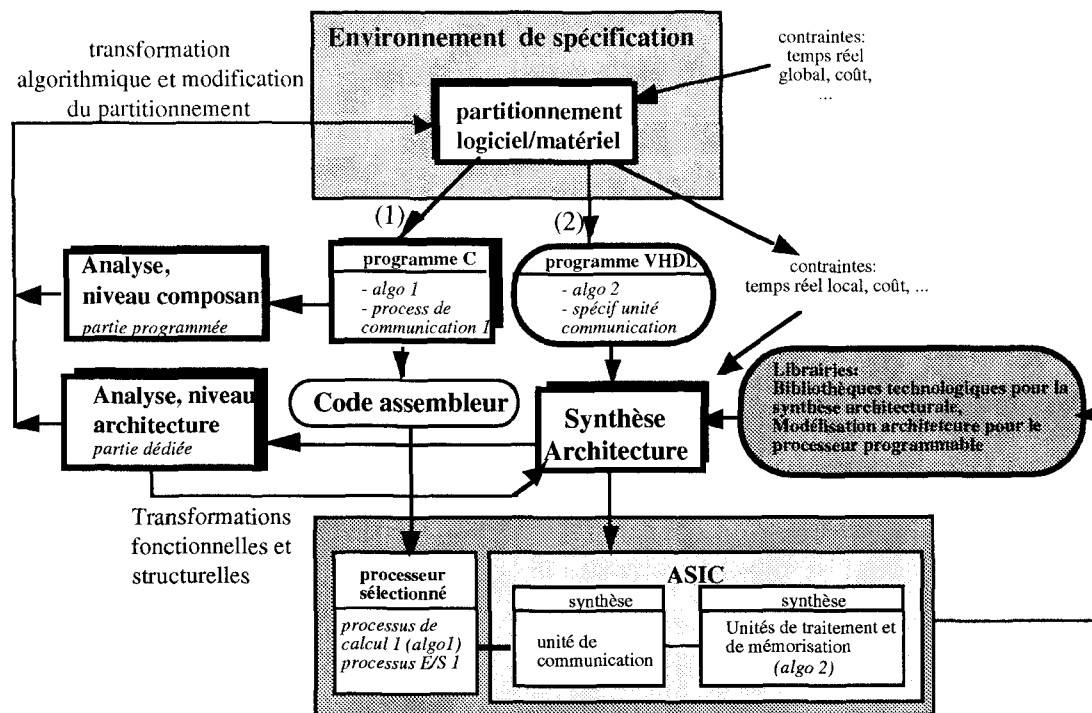 Environnement de spécification
transformation
algorithmique et modification
du partitionnement
contraintes:
temps réel
global, coût,
...
partitionnement
logiciel/matériel
(1)
(2)
Analyse,
niveau composant
partie programmée
programme C
- algo 1
- process de
communication 1
programme VHDL
- algo 2
- spécif unité
communication
contraintes:
temps réel local, coût, ...
Analyse, niveau
architecture
partie dédiée
Code assembleur
Synthèse
Architecture
Librairies:
Bibliothèques technologiques pour la
synthèse architecturale,
Modélisation architeture pour le
processeur programmable
Transformations
fonctionnelles et
structurelles
processeur
sélectionné
processus de
calcul 1 (algo1)
processus E/S 1
ASIC
synthèse
unité de
communication
synthèse
Unités de traitement et
de mémorisation
(algo 2)